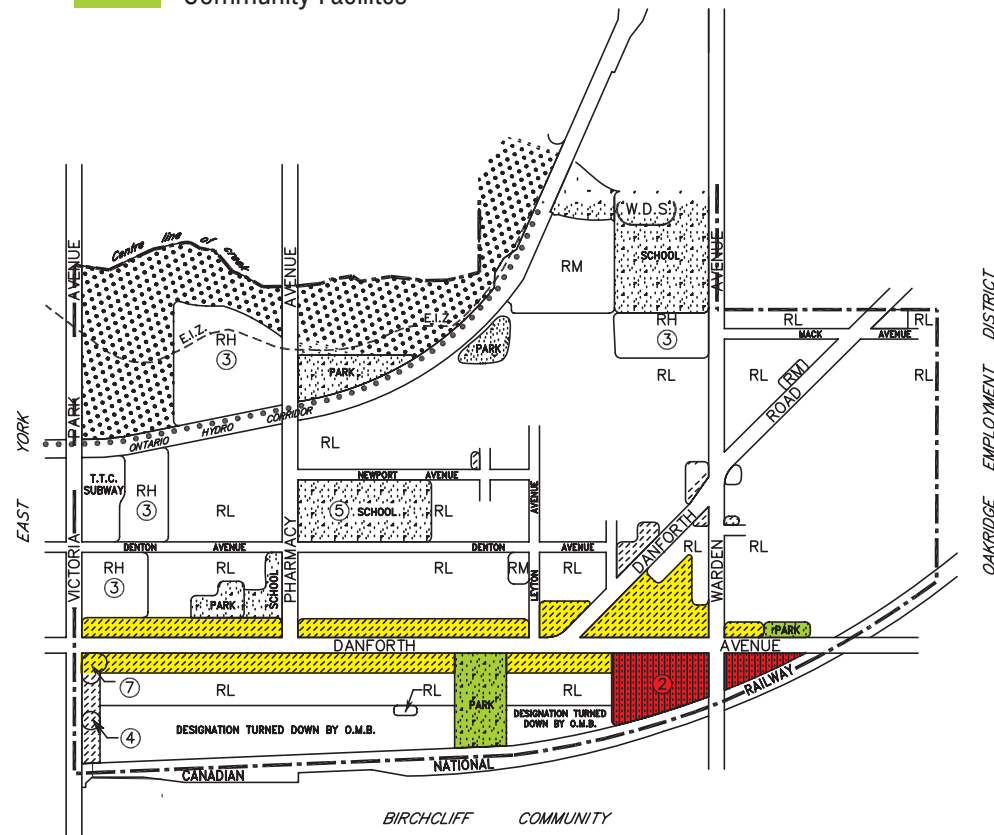 Community Facilites
Centre line of creek
W.D.S.
RM
SCHOOL
AVENUE
AVENUE
AVENUE
E.I.Z.
E.I.Z.
RH
③
PARK
PARK
RH
③
RL
RL
MACK
AVENUE
RL
RL
RM
RL
ROAD
OAKRIDGE EMPLOYMENT DISTRICT
EAST YORK
PARK
ONTARIO HYDRO CORRIDOR
RL
T.T.C.
SUBWAY
RH
③
RL
NEWPORT AVENUE
⑤ SCHOOL
RL
AVENUE
DENTON AVENUE
DENTON AVENUE
DANFORTH
RL
RL
VICTORIA
RH
③
RL
PARK
SCHOOL
PHARMACY
RL
RM
LEYTON
RL
WARDEN
DANFORTH
AVENUE
PARK
⑦
RL
RL
PARK
RL
②
RAILWAY
④
DESIGNATION TURNED DOWN BY O.M.B.
DESIGNATION TURNED
DOWN BY O.M.B.
CANADIAN
NATIONAL
BIRCHCLIFF COMMUNITY